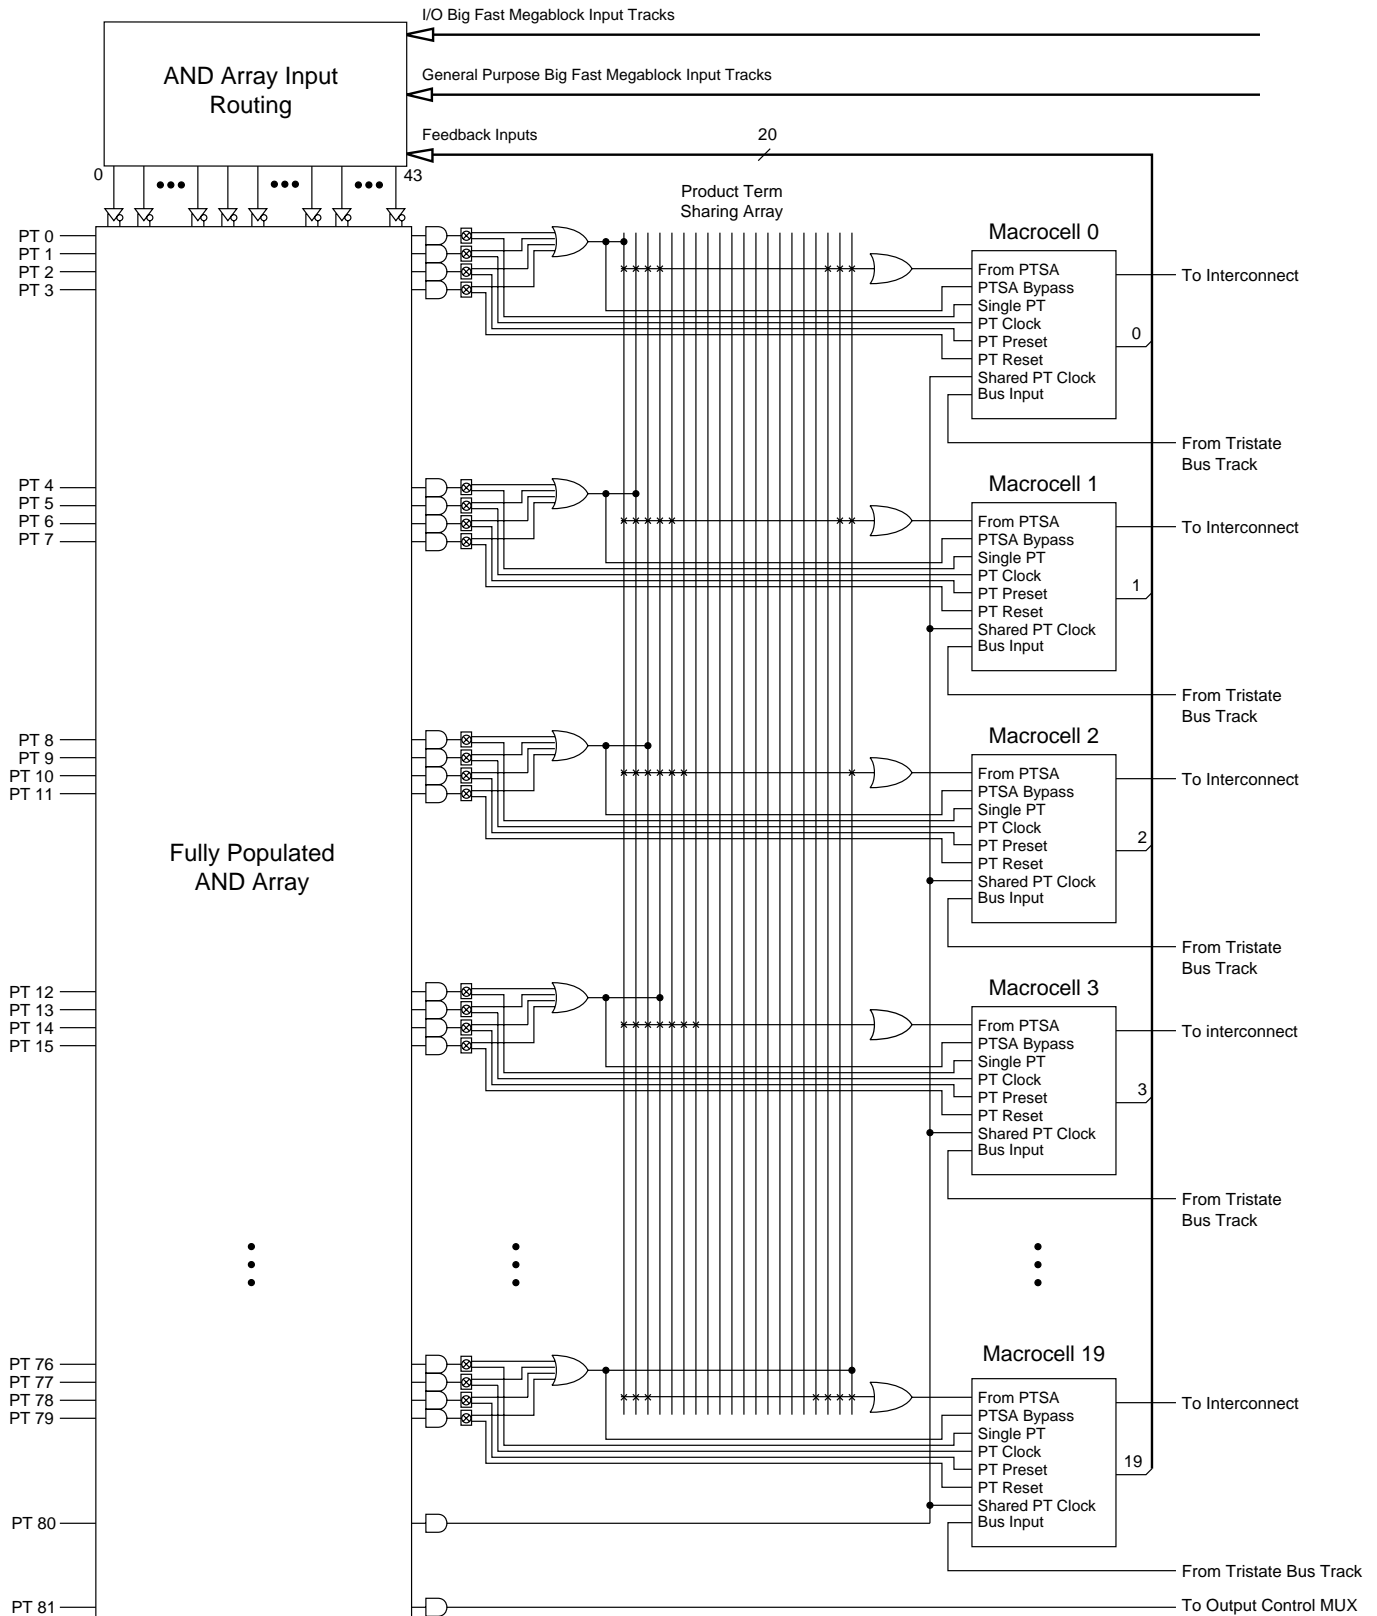 I/O Big Fast Megablock Input Tracks
AND Array Input
Routing
General Purpose Big Fast Megablock Input Tracks
Feedback Inputs
20
0
43
Product Term
Sharing Array
PT 0
PT 1
PT 2
PT 3
Macrocell 0
From PTSA
PTSA Bypass
Single PT
PT Clock
PT Preset
PT Reset
Shared PT Clock
Bus Input
To Interconnect
0
From Tristate
Bus Track
PT 4
PT 5
PT 6
PT 7
Macrocell 1
From PTSA
PTSA Bypass
Single PT
PT Clock
PT Preset
PT Reset
Shared PT Clock
Bus Input
To Interconnect
1
From Tristate
Bus Track
PT 8
PT 9
PT 10
PT 11
Macrocell 2
From PTSA
PTSA Bypass
Single PT
PT Clock
PT Preset
PT Reset
Shared PT Clock
Bus Input
To Interconnect
2
From Tristate
Bus Track
Fully Populated
AND Array
PT 12
PT 13
PT 14
PT 15
Macrocell 3
From PTSA
PTSA Bypass
Single PT
PT Clock
PT Preset
PT Reset
Shared PT Clock
Bus Input
To interconnect
3
From Tristate
Bus Track
PT 76
PT 77
PT 78
PT 79
Macrocell 19
From PTSA
PTSA Bypass
Single PT
PT Clock
PT Preset
PT Reset
Shared PT Clock
Bus Input
To Interconnect
19
PT 80
From Tristate Bus Track
PT 81
To Output Control MUX